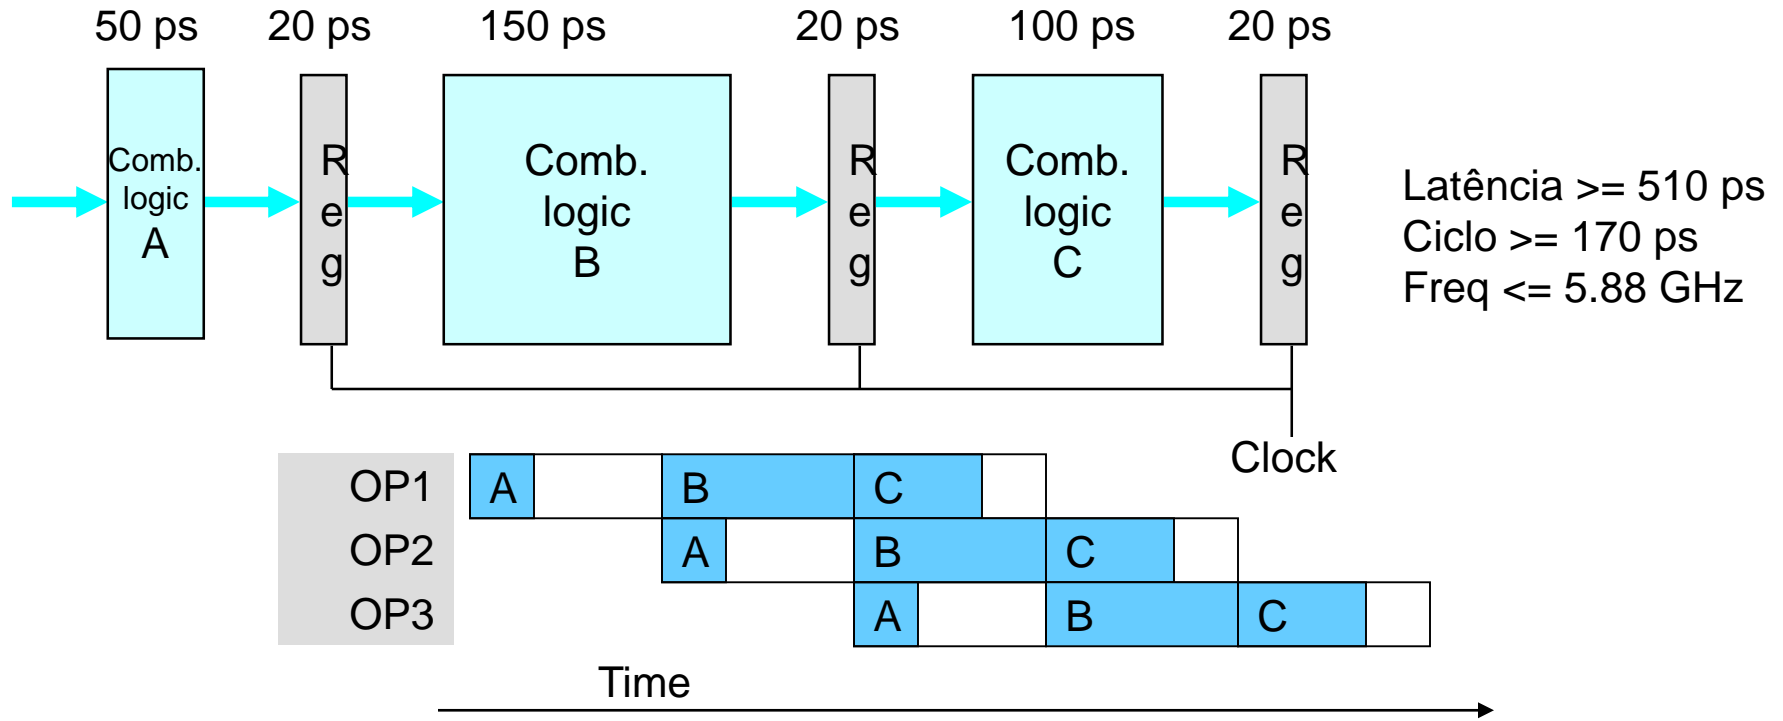 50 ps 20 ps 150 ps 20 ps 100 ps 20 ps
Comb.
logic
A
R
e
g
Comb.
logic
B
R
e
g
Comb.
logic
C
R
e
g
Latência >= 510 ps
Ciclo >= 170 ps
Freq <= 5.88 GHz
Clock
OP1 A B C
OP2 A B C
OP3 A B C
Time